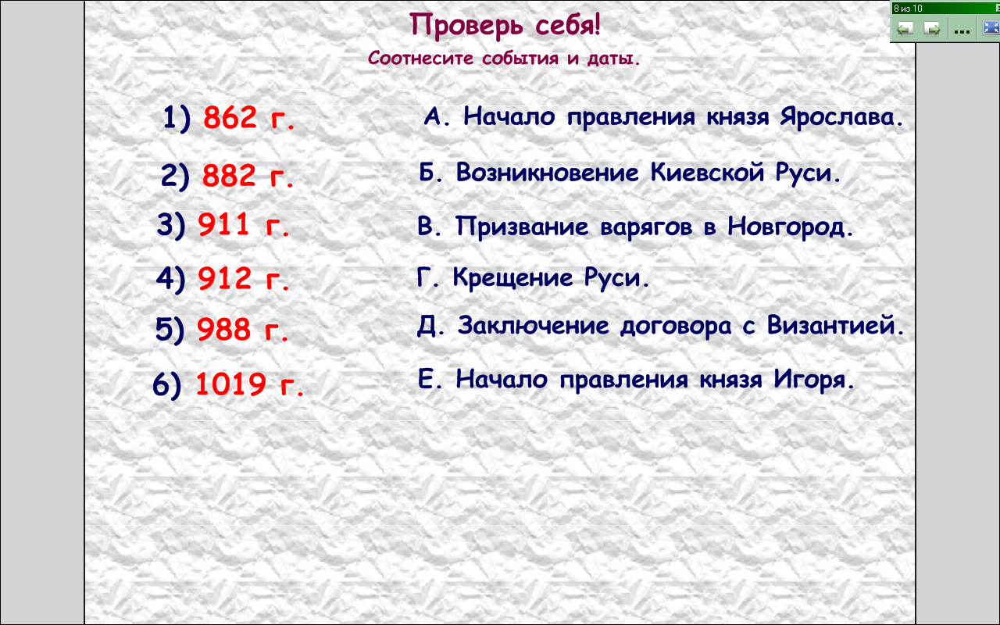 8 из 10
Проверь себя!
Соотнесите события и даты.
1) 862 г.
А. Начало правления князя Ярослава.
2) 882 г.
Б. Возникновение Киевской Руси.
3) 911 г.
В. Призвание варягов в Новгород.
4) 912 г.
Г. Крещение Руси.
5) 988 г.
Д. Заключение договора с Византией.
6) 1019 г.
Е. Начало правления князя Игоря.